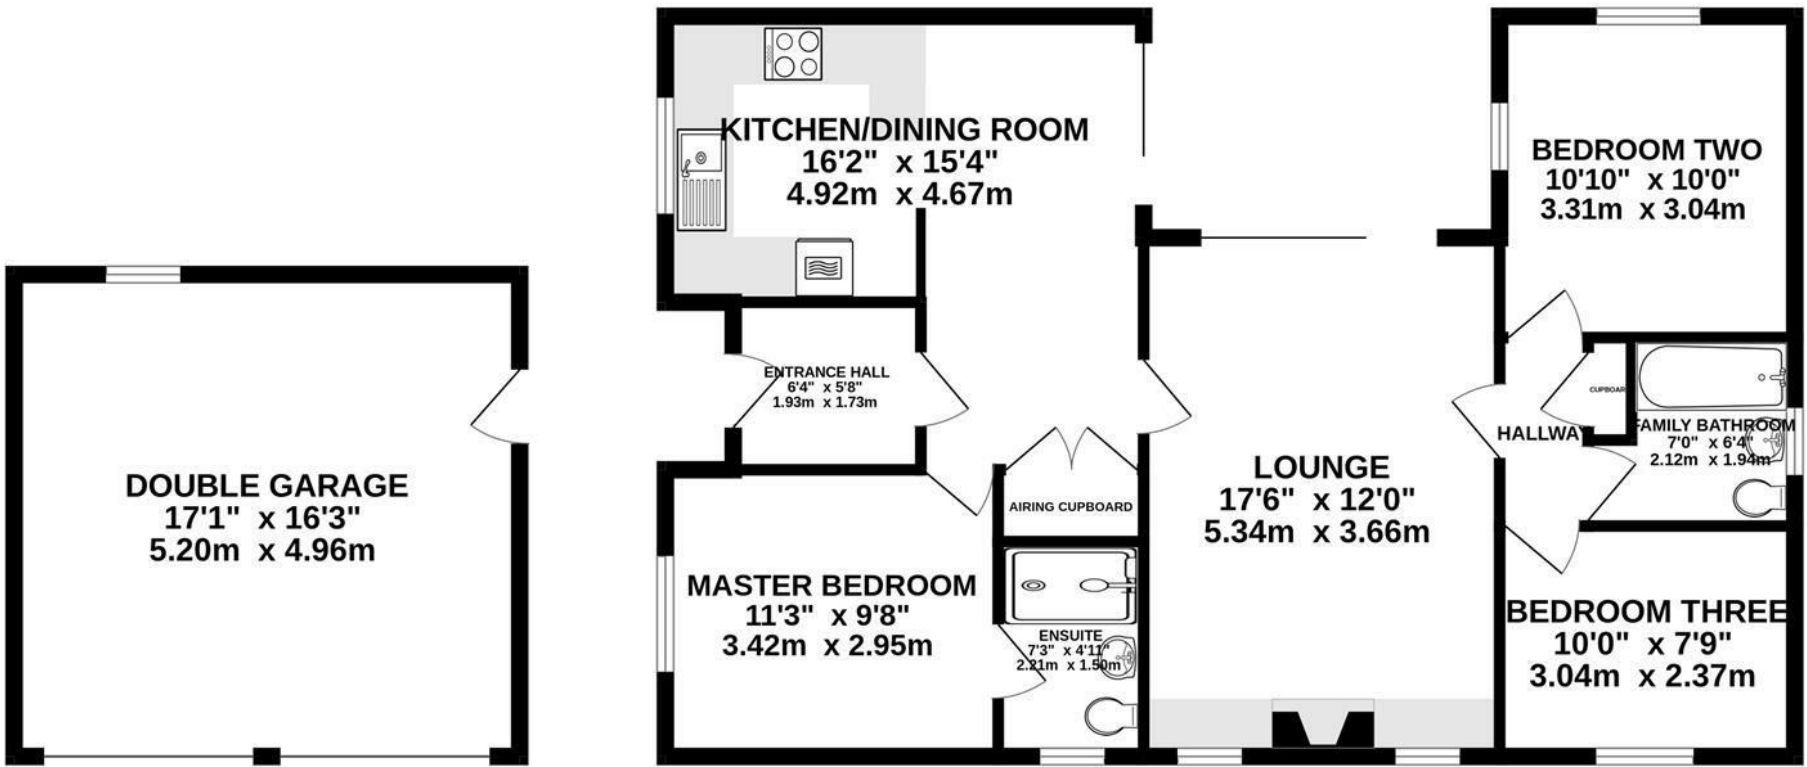 KITCHEN/DINING ROOM
16'2" x 15'4"
4.92m x 4.67m
BEDROOM TWO
10'10" x 10'0"
3.31m x 3.04m
ENTRANCE HALL
6'4" x 5'8"
1.93m x 1.73m
CUPBOAR
HALLWAY
FAMILY BATHROOM
7'0" x 6'4"
2.12m x 1.94m
DOUBLE GARAGE
17'1" x 16'3"
5.20m x 4.96m
LOUNGE
17'6" x 12'0"
5.34m x 3.66m
AIRING CUPBOARD
MASTER BEDROOM
11'3" x 9'8"
3.42m x 2.95m
ENSUITE
7'3" x 4'11"
2.21m x 1.50m
BEDROOM THREE
10'0" x 7'9"
3.04m x 2.37m